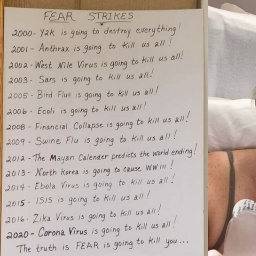 FEAR STRIKES
2000- Y2K is going to destroy everything!
2001- Anthrax is going to kill us all!
2002- West Nile Virus is going to kill us all!
2003- Sars is going to kill us all!
2005- Bird Flu is going to kill us all!
2006- Ecoli is going to kill us all!
2008- Financial Collapse is going to kill us all!
2009- Swine Flu is going to kill us all!
2012- The Mayan Calender predicts the world ending!
2013- North Korea is going to cause WWIII!
2014- Ebola Virus is going to kill us all!
2015- ISIS is going to kill us all!
2016- Zika Virus is going to kill us all!
2020- Corona Virus is going to kill us all!
The truth is FEAR is going to kill you...